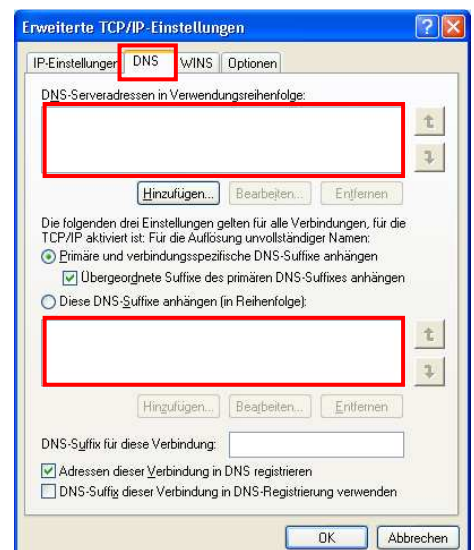 Erweiterte TCP/IP-Einstellungen
IP-Einstellungen DNS WINS Optionen
DNS-Serveradressen in Verwendungsreihenfolge:
Hinzufügen... Bearbeiten... Entfernen
Die folgenden drei Einstellungen gelten für alle Verbindungen, für die
TCP/IP aktiviert ist: Für die Auflösung unvollständiger Namen:
Primäre und verbindungsspezifische DNS-Suffixe anhängen
Übergeordnete Suffixe des primären DNS-Suffixes anhängen
Diese DNS-Suffixe anhängen (in Reihenfolge):
Hinzufügen... Bearbeiten... Entfernen
DNS-Suffix für diese Verbindung:
Adressen dieser Verbindung in DNS registrieren
DNS-Suffix dieser Verbindung in DNS-Registrierung verwenden
OK Abbrechen